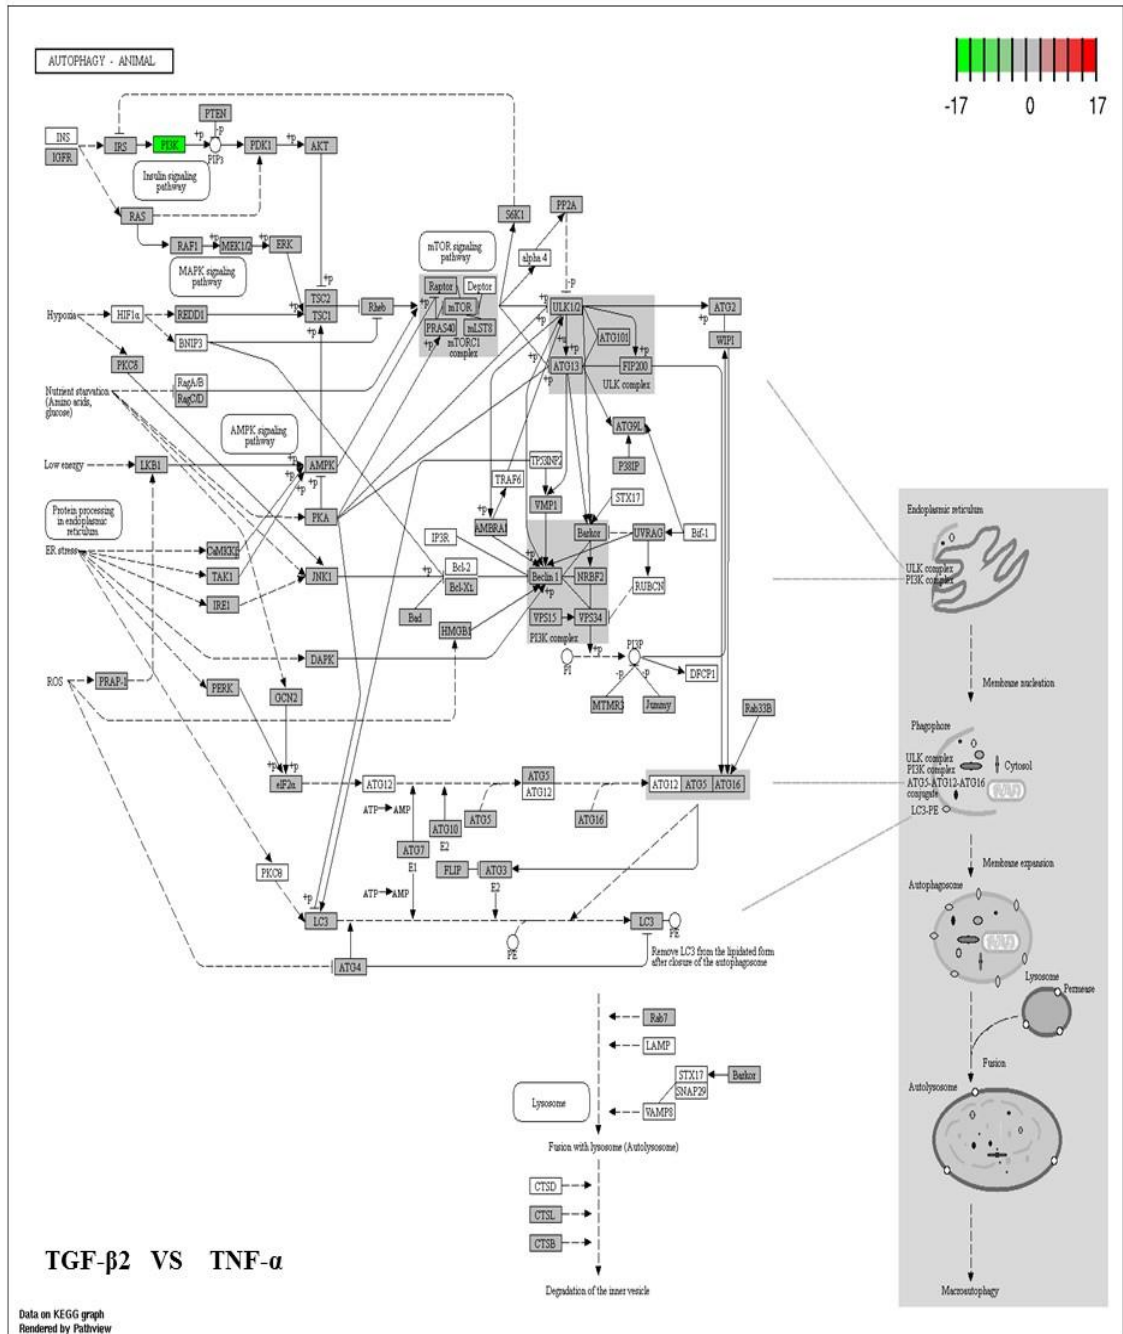 AUTOPHAGY - ANIMAL
-17 0 17
PTEN
INS
IGFR
IRS
PI3K
+p
-p
PIP3
PDK1
+p
AKT
Insulin signaling
pathway
RAS
RAF1
+p
MEK1/2
+p
ERK
MAPK signaling
pathway
S6K1
PP2A
alpha 4
-p
mTOR signaling
pathway
+p
TSC2
TSC1
+p
+p
Rheb
+p
Raptor
Deptor
mTOR
PRAS40
mLST8
mTORC1
complex
+p
Hypoxia
HIF1α
REDD1
BNIP3
PKCδ
+p
ULK1/2
+p
+u
ATG101
+p
ATG13
+p
FIP200
ULK complex
ATG2
+p
WIPI
Nutrient starvation
(Amino acids,
glucose)
RagA/B
RagC/D
AMPK signaling
pathway
ATG9L
P38IP
Low energy
LKB1
+p
+p
+p
AMPK
TP53INP2
TRAF6
STX17
VMP1
Protein processing
in endoplasmic
reticulum
PKA
+p
AMBRA1
Barkor
UVRAG
Bif-1
IP3R
ER stress
CaMKKβ
TAK1
JNK1
+p
Bcl-2
Bcl-XL
+p
Beclin 1
+p
NRBF2
RUBCN
IRE1
Bad
HMGB1
VPS15
VPS34
PI3K complex
+p
DAPK
PI
PI3P
DFCP1
-p
-p
ROS
PRAP-1
PERK
GCN2
MTMR3
Jummy
Rab33B
+p
+p
eIF2α
ATG12
ATG5
ATG12
ATG12 ATG5 ATG16
ATP
AMP
ATG10
E2
ATG5
ATG16
ATG7
E1
FLIP
ATG3
E2
PKCδ
ATP
AMP
+p
LC3
LC3
PE
PE
ATG4
Remove LC3 from the lipidated form
after closure of the autophagosome
Rab7
LAMP
STX17
SNAP29
Barkor
VAMP8
Lysosome
Fusion with lysosome (Autolysosome)
CTSD
CTSL
CTSB
Degradation of the inner vesicle
Endoplasmic reticulum
ULK complex
PI3K complex
Membrane nucleation
Phagophore
ULK complex
PI3K complex
Cytosol
ATG5-ATG12-ATG16
conjugate
LC3-PE
Membrane expansion
Autophagosome
Lysosome
Permease
Fusion
Autolysosome
Macroautophagy
TGF-β2 VS TNF-α
Data on KEGG graph
Rendered by Pathview